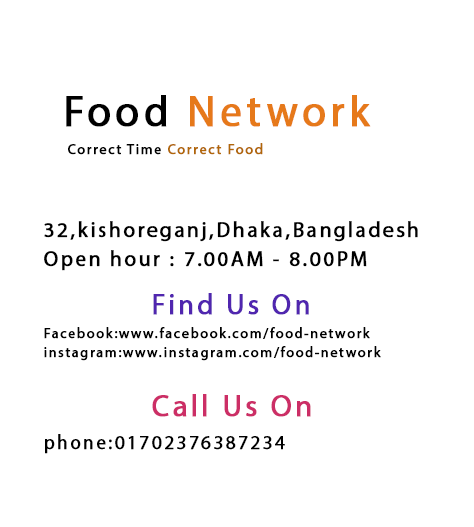 Food Network
Correct Time Correct Food
32,kishoreganj,Dhaka,Bangladesh
Open hour : 7.00AM - 8.00PM
Find Us On
Facebook:www.facebook.com/food-network
instagram:www.instagram.com/food-network
Call Us On
phone:01702376387234